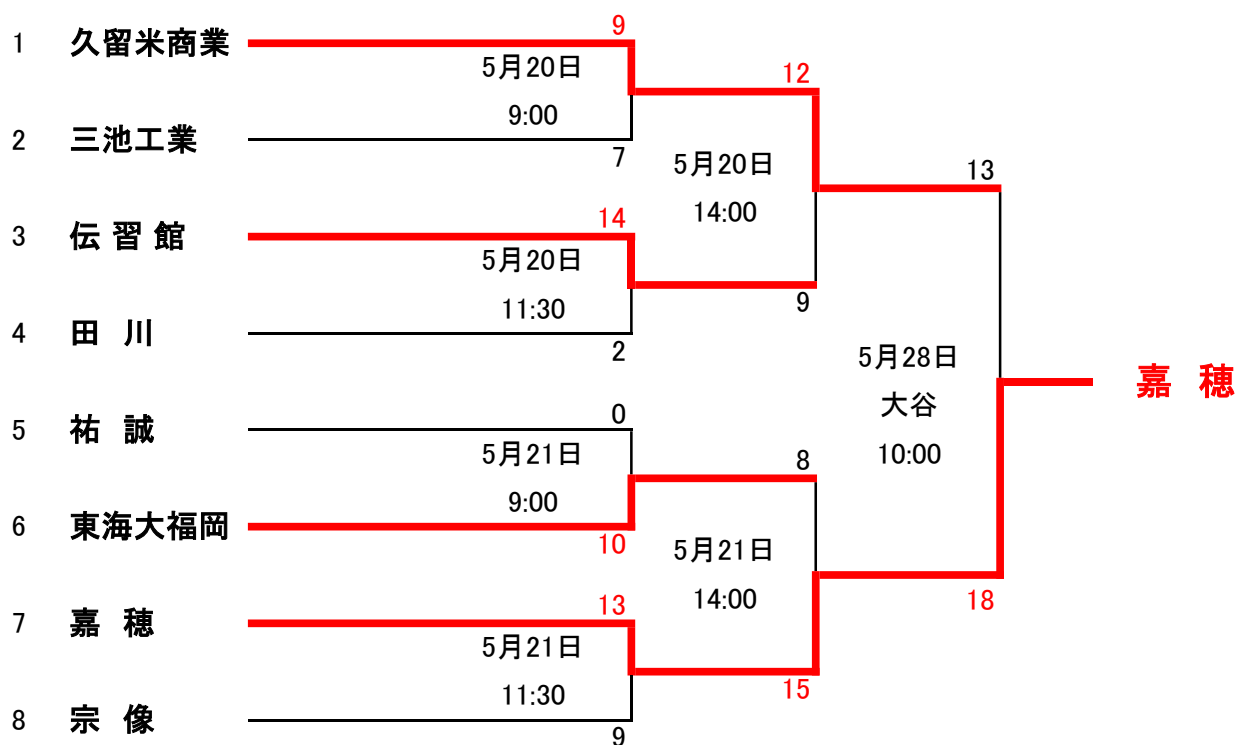 9
1 久留米商業
5月20日
12
9:00
2 三池工業
7
5月20日
13
14:00
14
3 伝習館
5月20日
11:30
9
4 田川
2
5月28日
嘉穂
大谷
0
5 祐誠
5月21日
8
10:00
9:00
6 東海大福岡
10
5月21日
14:00
13
18
7 嘉穂
5月21日
11:30
15
8 宗像
9